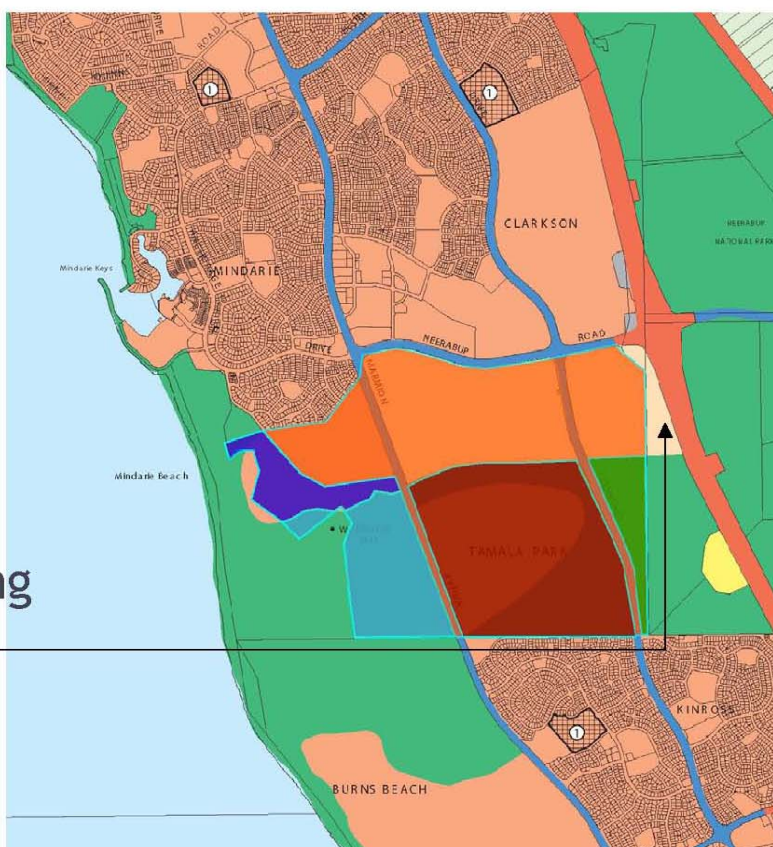 DRIVE
ROAD
1
1
CLARKSON
NEERABUP
NATIONAL PARK
Mindarie Keys
MINDARIE
DRIVE
NEERABUP
ROAD
MARMION
Mindarie Beach
TAMALA PARK
ng
KINROSS
1
BURNS BEACH